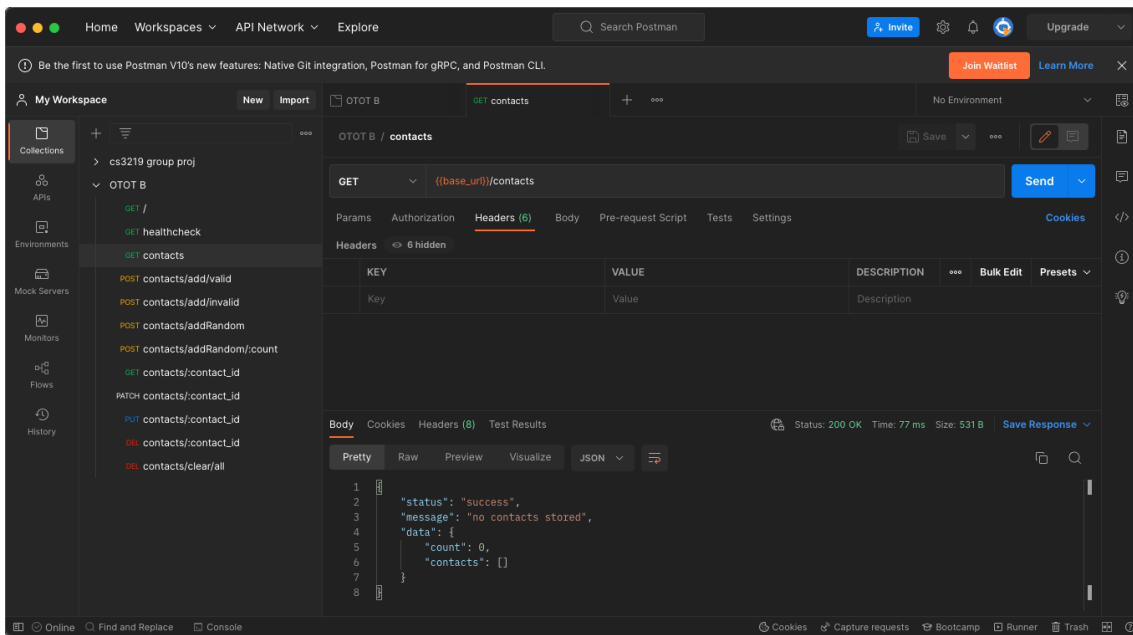 Home Workspaces API Network Explore Search Postman Invite Upgrade
Be the first to use Postman V10's new features: Native Git integration, Postman for gRPC, and Postman CLI. Join Waitlist Learn More
My Workspace New Import OTOT B GET contacts No Environment
Collections
APIs
Environments
Mock Servers
Monitors
Flows
History
cs3219 group proj
OTOT B
GET /
GET healthcheck
GET contacts
POST contacts/add/valid
POST contacts/add/invalid
POST contacts/addRandom
POST contacts/addRandom/:count
GET contacts/:contact_id
PATCH contacts/:contact_id
PUT contacts/:contact_id
DEL contacts/:contact_id
DEL contacts/clear/all
OTOT B / contacts Save
GET {{base_url}}/contacts Send
Params Authorization Headers (6) Body Pre-request Script Tests Settings Cookies
Headers 6 hidden
KEY VALUE DESCRIPTION Bulk Edit Presets
Key Value Description
Body Cookies Headers (8) Test Results Status: 200 OK Time: 77 ms Size: 531 B Save Response
Pretty Raw Preview Visualize JSON
1 {
2 "status": "success",
3 "message": "no contacts stored",
4 "data": {
5 "count": 0,
6 "contacts": []
7 }
8 }
Online Find and Replace Console Cookies Capture requests Bootcamp Runner Trash